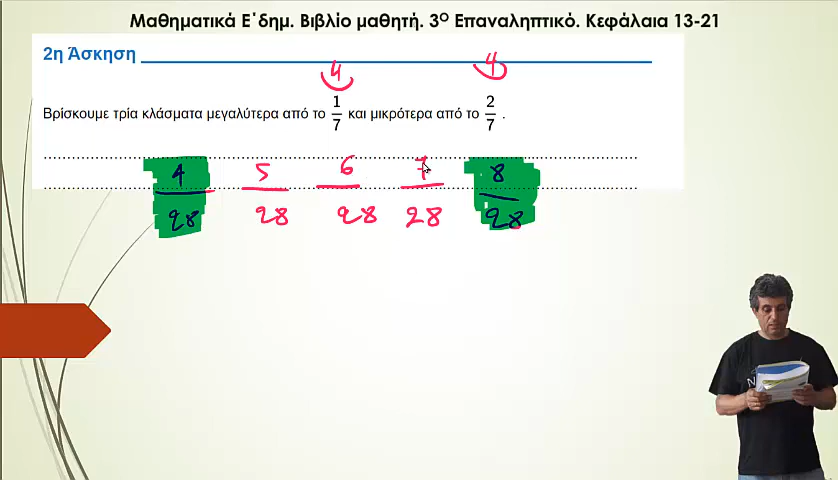 Μαθηματικά Ε΄δημ. Βιβλίο μαθητή. 3ο Επαναληπτικό. Κεφάλαια 13-21
2η Άσκηση
4 4
Βρίσκουμε τρία κλάσματα μεγαλύτερα από το 1/7 και μικρότερα από το 2/7 .
4/28 5/28 6/28 7/28 8/28